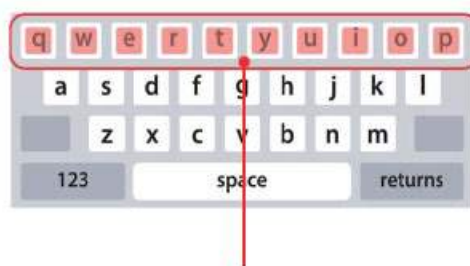 q w e r t y u i o p
a s d f g h j k l
z x c v b n m
123 space returns